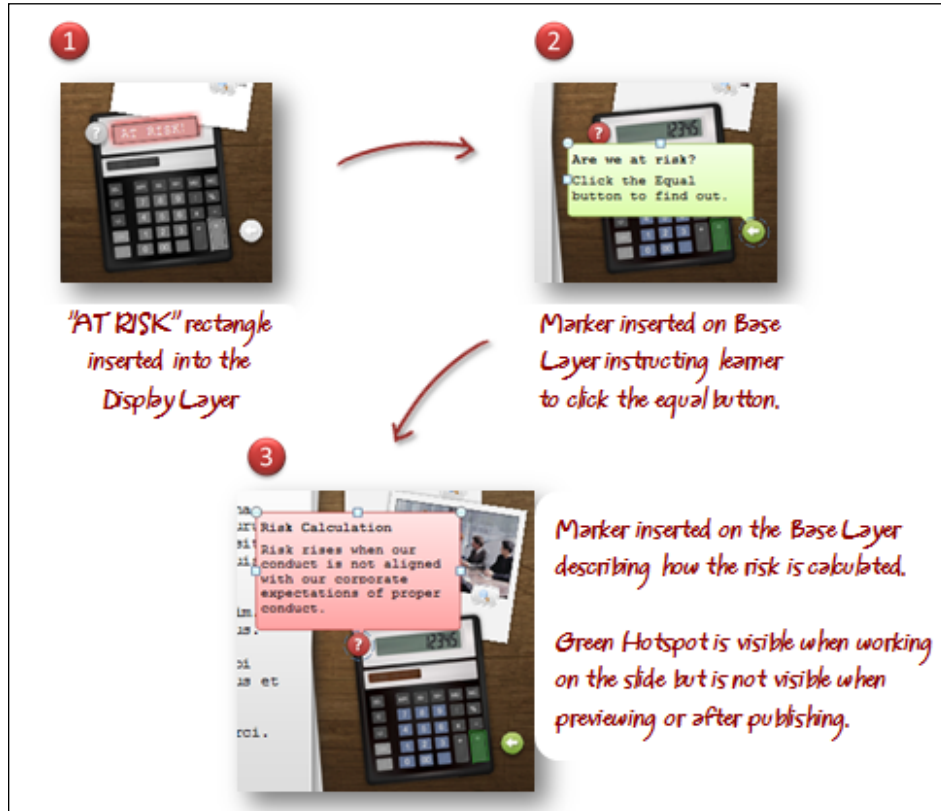 1
2
?
AT RISK!
12345
?
Are we at risk?
Click the Equal
button to find out.
"AT RISK" rectangle
inserted into the
Display Layer
Marker inserted on Base
Layer instructing learner
to click the equal button.
3
Risk Calculation
Risk rises when our
conduct is not aligned
with our corporate
expectations of proper
conduct.
?
12345
us et
rci.
Marker inserted on the Base Layer
describing how the risk is calculated.
Green Hotspot is visible when working
on the slide but is not visible when
previewing or after publishing.